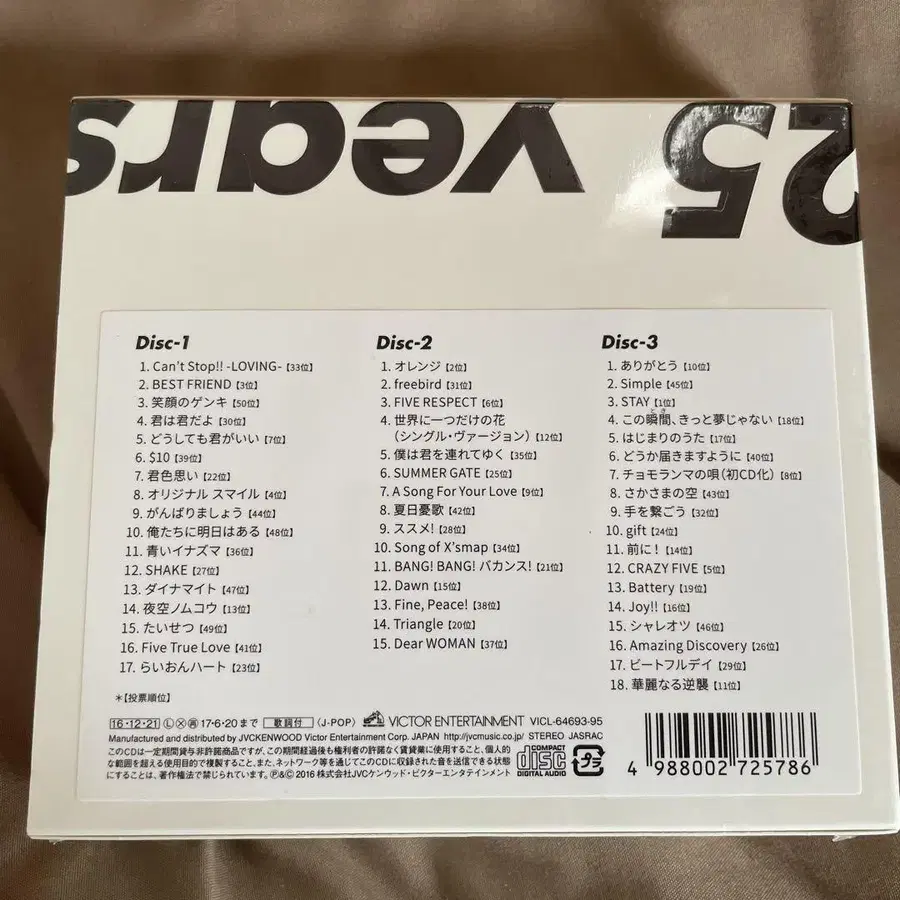 25 years
Disc-1
1. Can't Stop!! -LOVING-【33位】
2. BEST FRIEND【3位】
3. 笑顔のゲンキ【50位】
4. 君は君だよ【30位】
5. どうしても君がいい【7位】
6. $10【39位】
7. 君色思い【22位】
8. オリジナル スマイル【4位】
9. がんばりましょう【44位】
10. 俺たちに明日はある【48位】
11. 青いイナズマ【36位】
12. SHAKE【27位】
13. ダイナマイト【47位】
14. 夜空ノムコウ【13位】
15. たいせつ【49位】
16. Five True Love【41位】
17. らいおんハート【23位】
＊【投票順位】
Disc-2
1. オレンジ【2位】
2. freebird【31位】
3. FIVE RESPECT【6位】
4. 世界に一つだけの花
（シングル・ヴァージョン）【12位】
5. 僕は君を連れてゆく【35位】
6. SUMMER GATE【25位】
7. A Song For Your Love【9位】
8. 夏日憂歌【42位】
9. ススメ！【28位】
10. Song of X'smap【34位】
11. BANG! BANG! バカンス!【21位】
12. Dawn【15位】
13. Fine, Peace!【38位】
14. Triangle【20位】
15. Dear WOMAN【37位】
Disc-3
1. ありがとう【10位】
2. Simple【45位】
3. STAY【1位】
とき
4. この瞬間、きっと夢じゃない【18位】
5. はじまりのうた【17位】
6. どうか届きますように【40位】
7. チョモランマの唄（初CD化）【8位】
8. さかさまの空【43位】
9. 手を繋ごう【32位】
10. gift【24位】
11. 前に！【14位】
12. CRAZY FIVE【5位】
13. Battery【19位】
14. Joy!!【16位】
15. シャレオツ【46位】
16. Amazing Discovery【26位】
17. ビートフルデイ【29位】
18. 華麗なる逆襲【11位】
16・12・21 Ⓛ Ⓧ ㊕ 17・6・20まで 歌詞付 （J-POP） VICTOR ENTERTAINMENT VICL-64693-95
Manufactured and distributed by JVCKENWOOD Victor Entertainment Corp. JAPAN http://jvcmusic.co.jp/ STEREO JASRAC
このCDは一定期間貸与非許諾商品ですが、この期間経過後も権利者の許諾なく賃貸業に使用すること、個人的
な範囲を超える使用目的で複製すること、また、ネットワーク等を通じてこのCDに収録された音を送信できる状態
にすることは、著作権法で禁じられています。 Ⓟ&© 2016 株式会社JVCケンウッド・ビクターエンタテインメント
COMPACT
disc
DIGITAL AUDIO
プラ
4 988002 725786